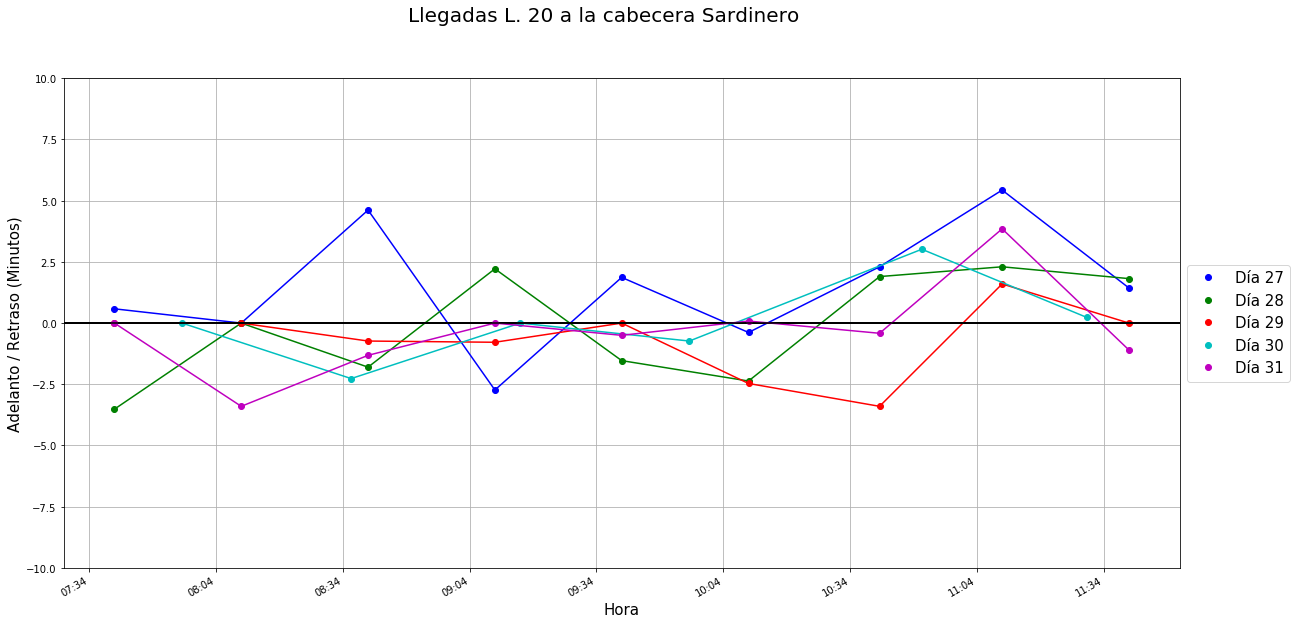 Llegadas L. 20 a la cabecera Sardinero
10.0
7.5
5.0
2.5
0.0
−2.5
−5.0
−7.5
−10.0
Adelanto / Retraso (Minutos)
07:34
08:04
08:34
09:04
09:34
10:04
10:34
11:04
11:34
Hora
Día 27
Día 28
Día 29
Día 30
Día 31